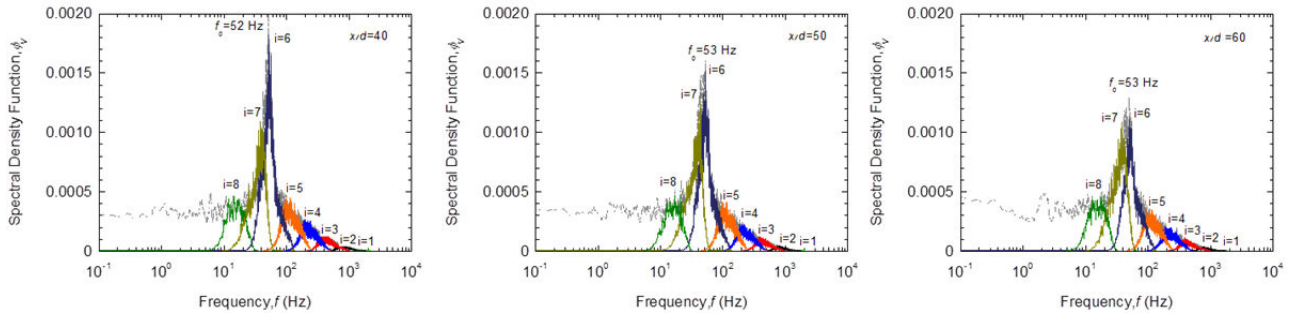 Spectral Density Function, ϕv
0.0020
0.0015
0.0010
0.0005
0
f₀=52 Hz
x/d=40
i=6
i=7
i=8
i=5
i=4
i=3
i=2
i=1
10⁻¹ 10⁰ 10¹ 10² 10³ 10⁴
Frequency,f (Hz)
Spectral Density Function, ϕv
0.0020
0.0015
0.0010
0.0005
0
x/d=50
f₀=53 Hz
i=6
i=7
i=8
i=5
i=4
i=3
i=2
i=1
10⁻¹ 10⁰ 10¹ 10² 10³ 10⁴
Frequency,f (Hz)
Spectral Density Function, ϕv
0.0020
0.0015
0.0010
0.0005
0
x/d=60
f₀=53 Hz
i=7
i=6
i=8
i=5
i=4
i=3
i=2
i=1
10⁻¹ 10⁰ 10¹ 10² 10³ 10⁴
Frequency,f (Hz)